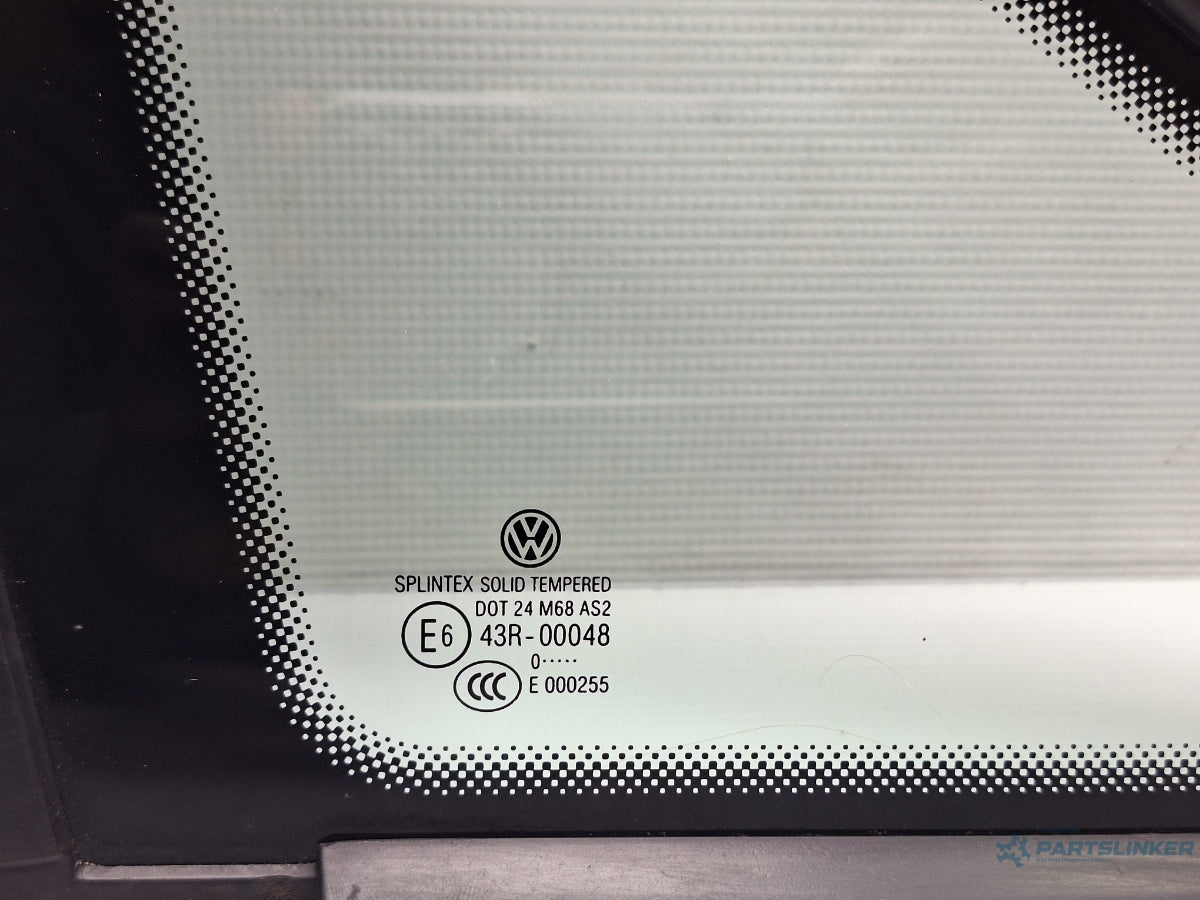 SPLINTEX SOLID TEMPERED
DOT 24 M68 AS2
E6 43R-00048
0·····
CCC E 000255
PARTSLINKER